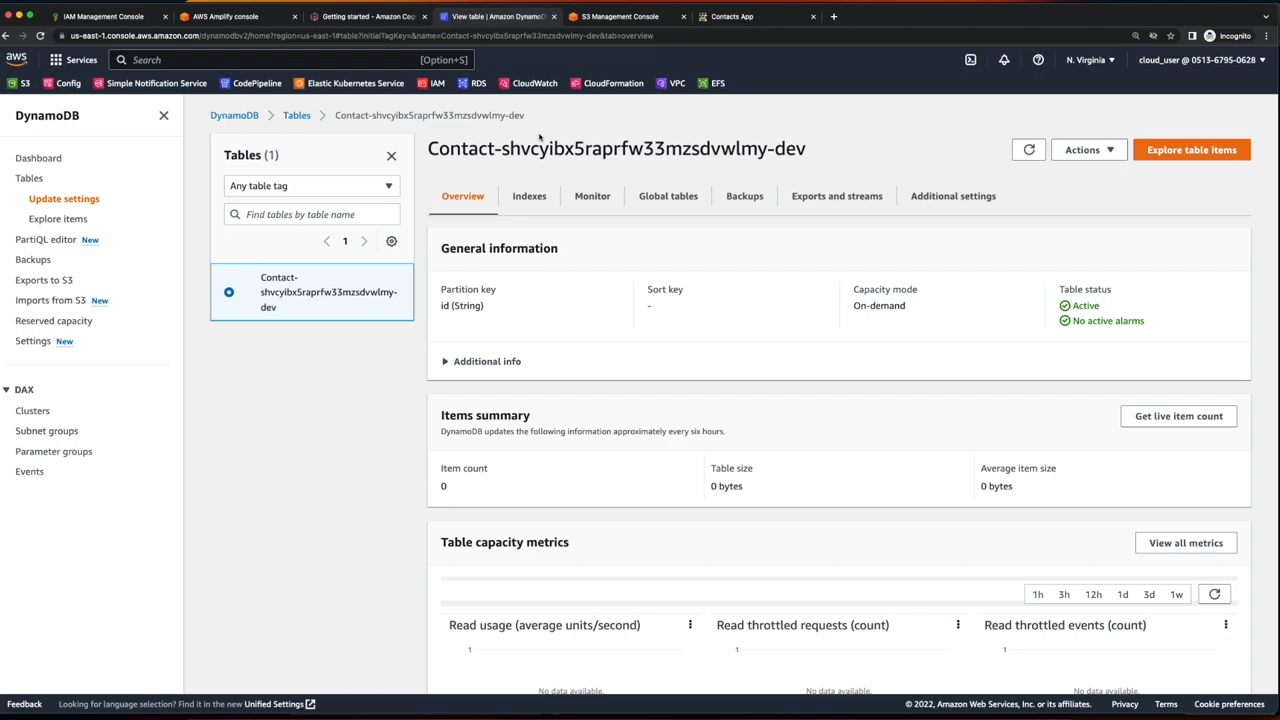 IAM Management Console
AWS Amplify console
Getting started - Amazon Cog
View table | Amazon DynamoD
S3 Management Console
Contacts App
us-east-1.console.aws.amazon.com/dynamodbv2/home?region=us-east-1#table?initialTagKey=&name=Contact-shvcyibx5raprfw33mzsdvwlmy-dev&tab=overview
Incognito
aws
Services
Search
[Option+S]
N. Virginia
cloud_user @ 0513-6795-0628
S3
Config
Simple Notification Service
CodePipeline
Elastic Kubernetes Service
IAM
RDS
CloudWatch
CloudFormation
VPC
EFS
DynamoDB
Dashboard
Tables
Update settings
Explore items
PartiQL editor New
Backups
Exports to S3
Imports from S3 New
Reserved capacity
Settings New
DAX
Clusters
Subnet groups
Parameter groups
Events
DynamoDB
Tables
Contact-shvcyibx5raprfw33mzsdvwlmy-dev
Tables (1)
Any table tag
Find tables by table name
1
Contact-
shvcyibx5raprfw33mzsdvwlmy-
dev
Contact-shvcyibx5raprfw33mzsdvwlmy-dev
Actions
Explore table items
Overview
Indexes
Monitor
Global tables
Backups
Exports and streams
Additional settings
General information
Partition key
id (String)
Sort key
-
Capacity mode
On-demand
Table status
Active
No active alarms
Additional info
Items summary
DynamoDB updates the following information approximately every six hours.
Get live item count
Item count
0
Table size
0 bytes
Average item size
0 bytes
Table capacity metrics
View all metrics
1h
3h
12h
1d
3d
1w
Read usage (average units/second)
1
No data available.
Read throttled requests (count)
1
No data available.
Read throttled events (count)
1
No data available.
Feedback
Looking for language selection? Find it in the new Unified Settings
© 2022, Amazon Web Services, Inc. or its affiliates.
Privacy
Terms
Cookie preferences